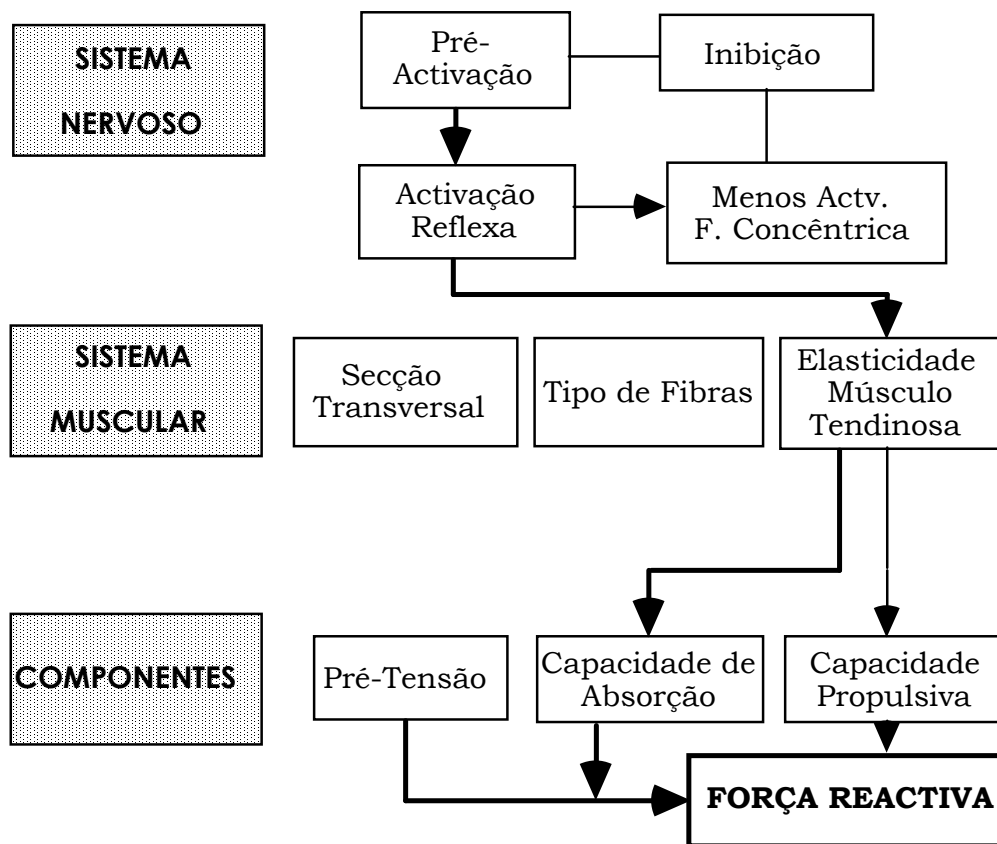 SISTEMA
NERVOSO
Pré-
Activação
Inibição
Activação
Reflexa
Menos Actv.
F. Concêntrica
SISTEMA
MUSCULAR
Secção
Transversal
Tipo de Fibras
Elasticidade
Músculo
Tendinosa
COMPONENTES
Pré-Tensão
Capacidade de
Absorção
Capacidade
Propulsiva
FORÇA REACTIVA